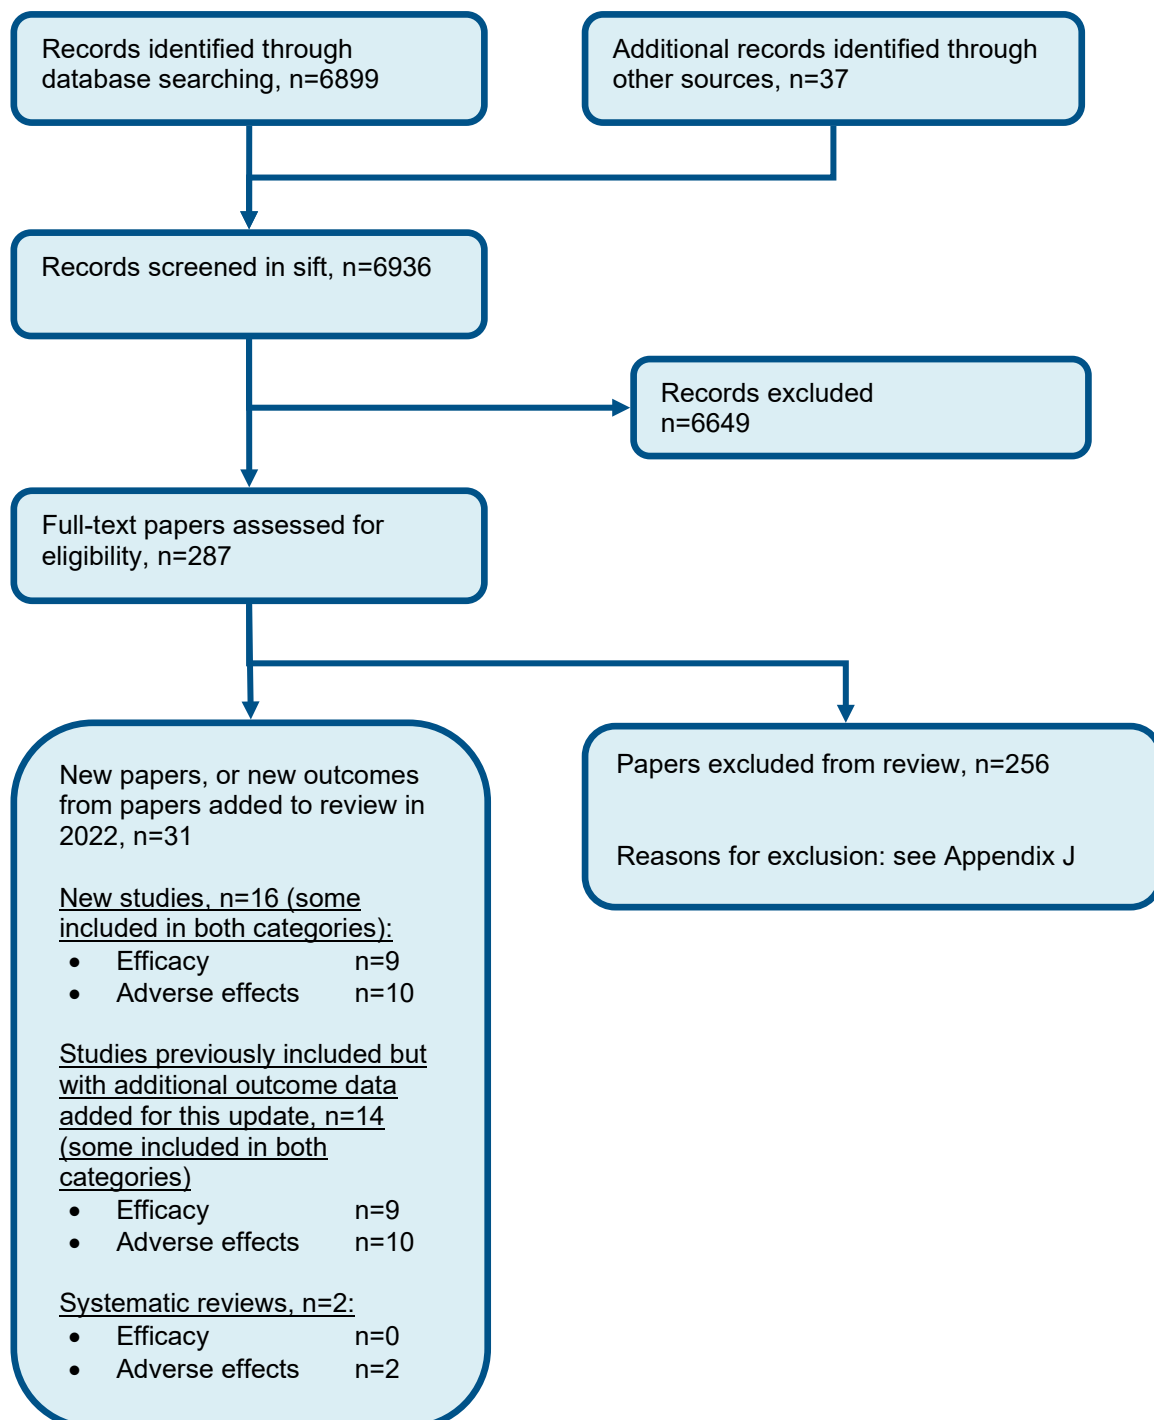 Records identified through
database searching, n=6899
Additional records identified through
other sources, n=37
Records screened in sift, n=6936
Records excluded
n=6649
Full-text papers assessed for
eligibility, n=287
New papers, or new outcomes
from papers added to review in
2022, n=31
New studies, n=16 (some
included in both categories):
• Efficacy n=9
• Adverse effects n=10
Studies previously included but
with additional outcome data
added for this update, n=14
(some included in both
categories)
• Efficacy n=9
• Adverse effects n=10
Systematic reviews, n=2:
• Efficacy n=0
• Adverse effects n=2
Papers excluded from review, n=256
Reasons for exclusion: see Appendix J